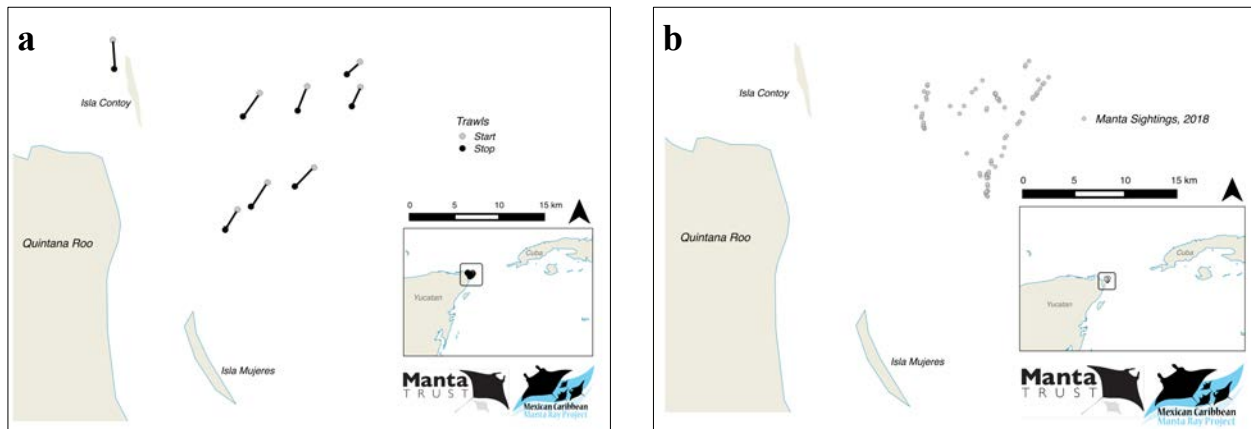 a
Isla Contoy
Trawls
Start
Stop
0 5 10 15 km
Quintana Roo
Cuba
Yucatan
Isla Mujeres
Manta
TRUST
Mexican Caribbean
Manta Ray Project
b
Isla Contoy
Manta Sightings, 2018
0 5 10 15 km
Quintana Roo
Cuba
Yucatan
Isla Mujeres
Manta
TRUST
Mexican Caribbean
Manta Ray Project